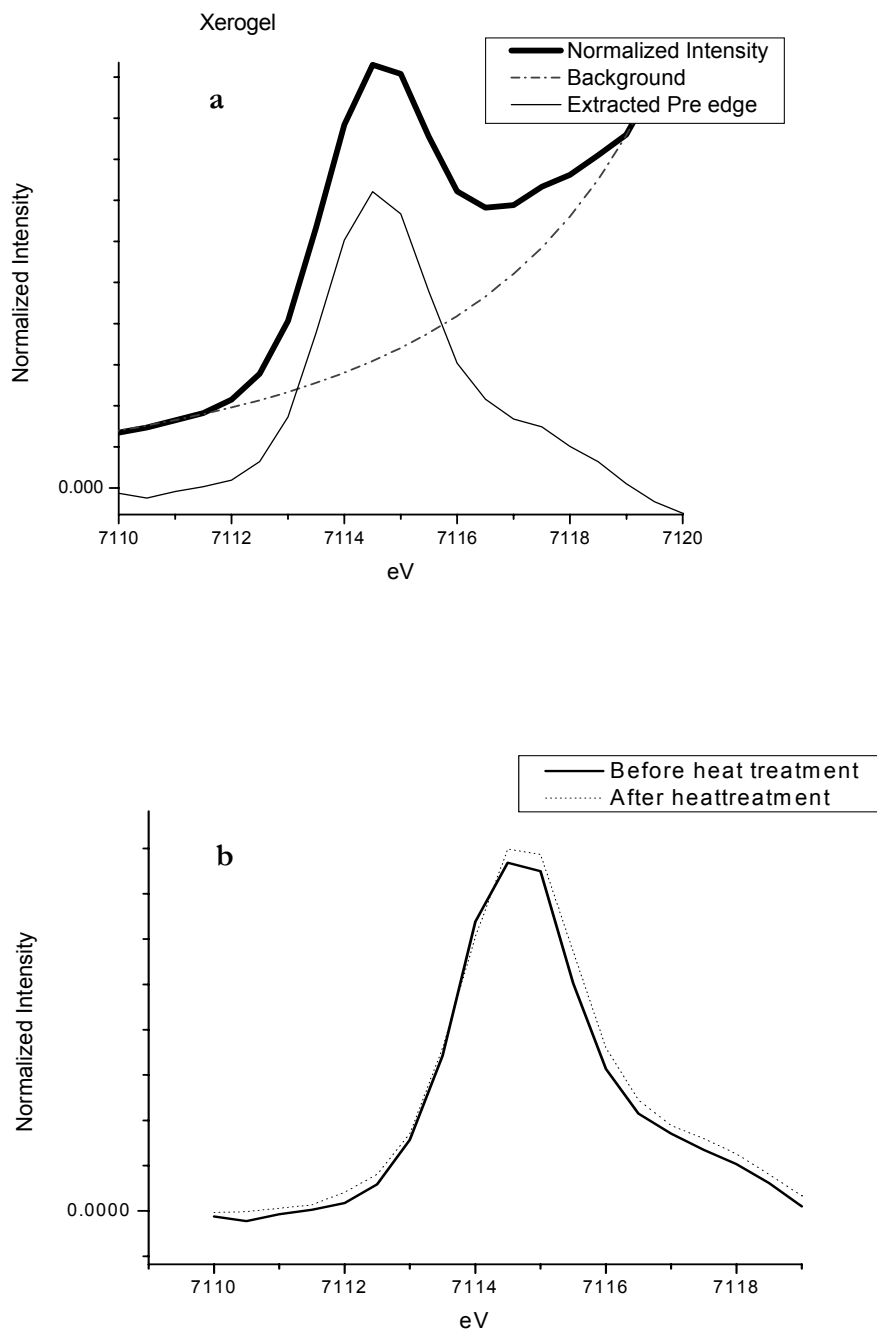 Xerogel
Normalized Intensity
Background
Extracted Pre edge
a
Normalized Intensity
0.000
7110 7112 7114 7116 7118 7120
eV
Before heat treatment
After heattreatment
b
Normalized Intensity
0.0000
7110 7112 7114 7116 7118
eV